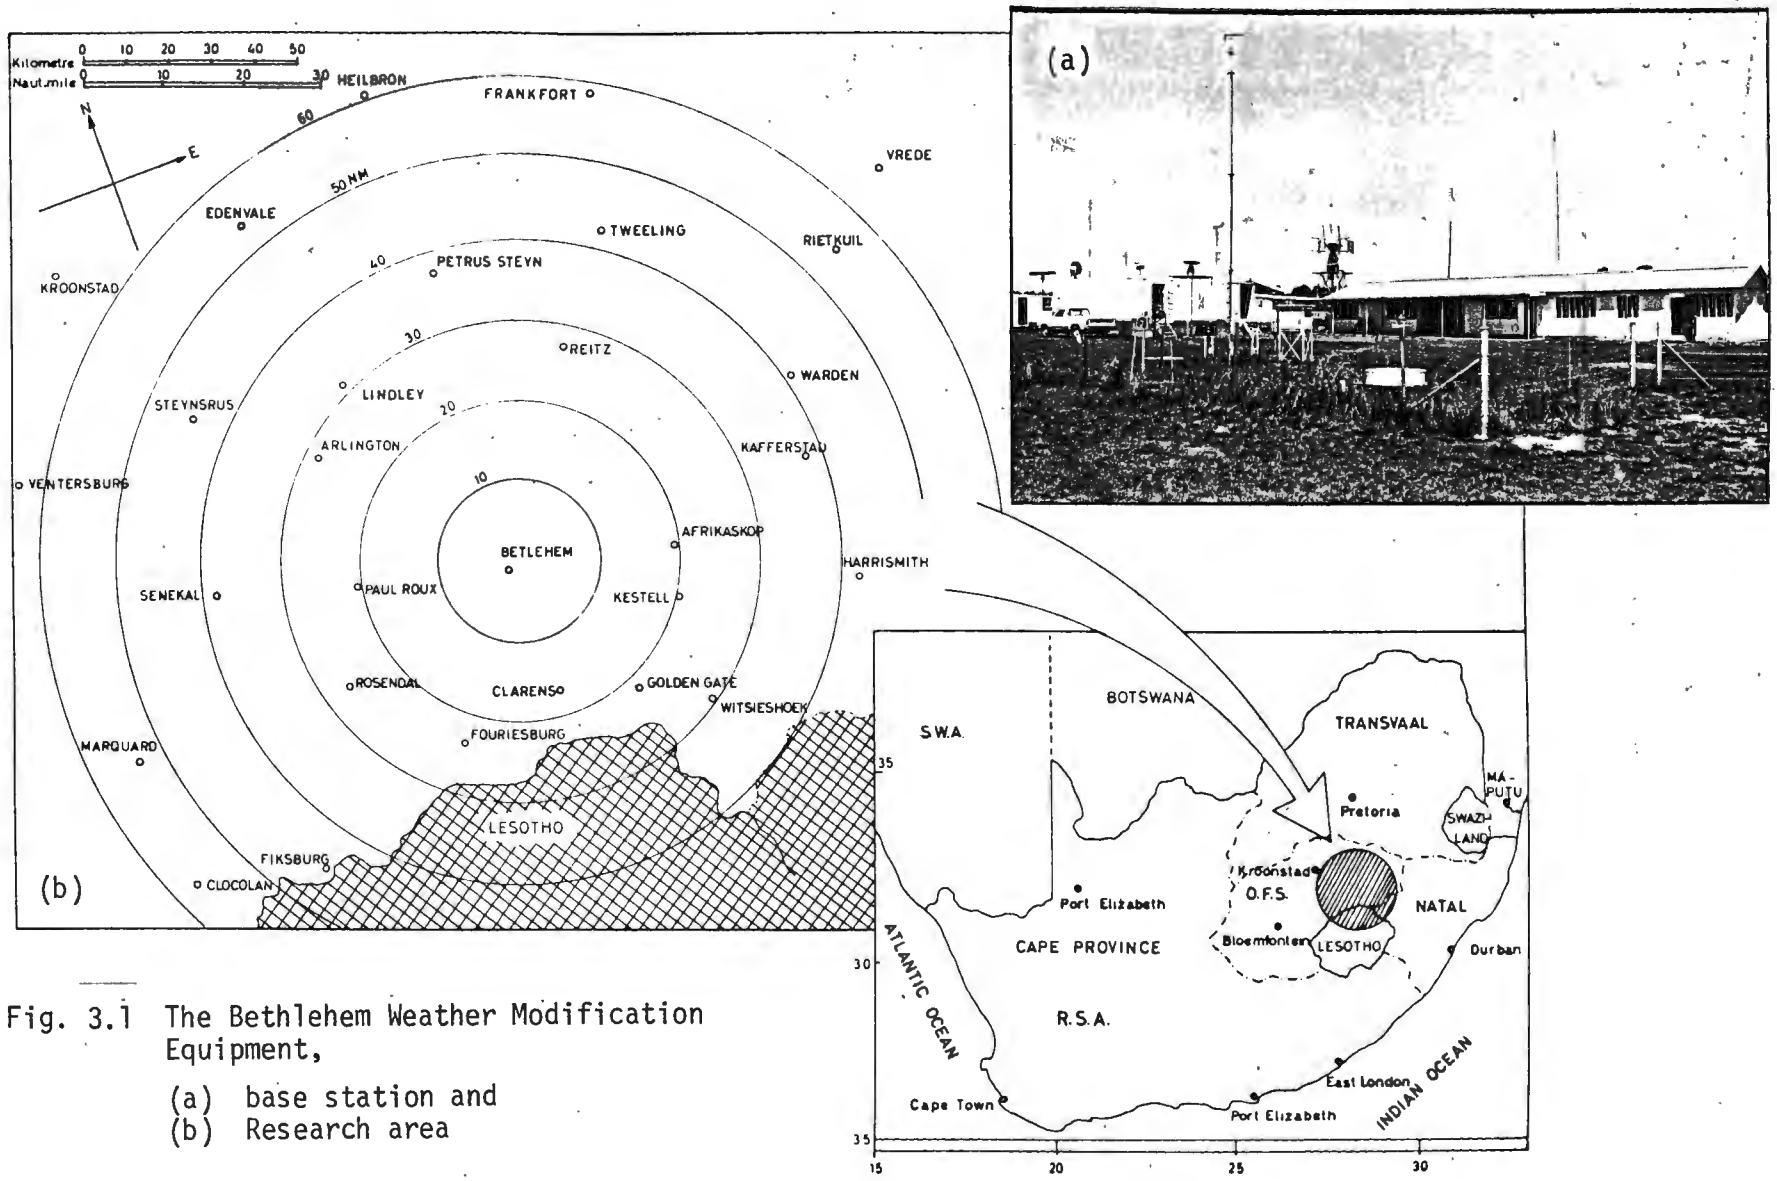 Kilometre 0 10 20 30 40 50
Naut.mile 0 10 20 30
HEILBRON
FRANKFORT
N
E
60
VREDE
50 NM
EDENVALE
TWEELING
RIETKUIL
40
PETRUS STEYN
KROONSTAD
30
REITZ
LINDLEY
WARDEN
STEYNSRUS
20
ARLINGTON
KAFFERSTAD
10
VENTERSBURG
AFRIKASKOP
BETLEHEM
HARRISMITH
SENEKAL
PAUL ROUX
KESTELL
ROSENDAL
CLARENS
GOLDEN GATE
WITSIESHOEK
FOURIESBURG
MARQUARD
LESOTHO
FIKSBURG
CLOCOLAN
(b)
(a)
BOTSWANA
S.W.A.
TRANSVAAL
35
MA-
PUTU
Pretoria
SWAZI-
LAND
Kroonstad
O.F.S.
Port Elizabeth
NATAL
CAPE PROVINCE
Bloemfontein
LESOTHO
Durban
30
ATLANTIC OCEAN
R.S.A.
INDIAN OCEAN
East London
Cape Town
Port Elizabeth
35
15 20 25 30
Fig. 3.1 The Bethlehem Weather Modification
Equipment,
(a) base station and
(b) Research area